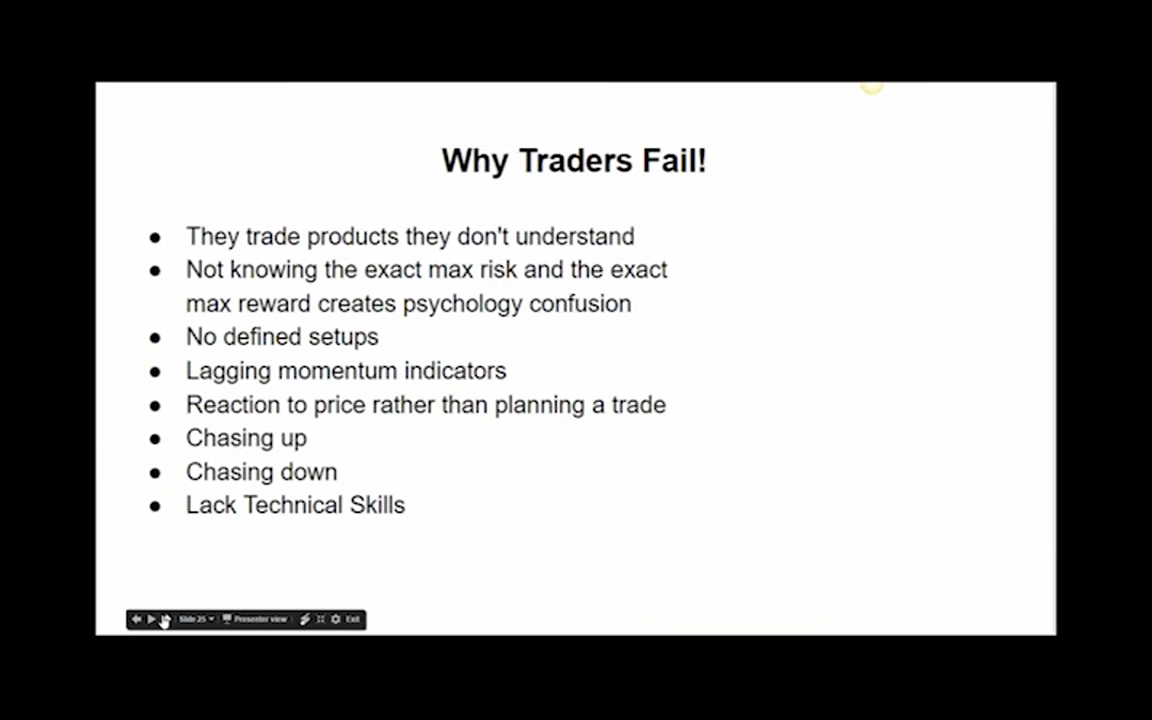 Why Traders Fail!
● They trade products they don't understand
● Not knowing the exact max risk and the exact
max reward creates psychology confusion
● No defined setups
● Lagging momentum indicators
● Reaction to price rather than planning a trade
● Chasing up
● Chasing down
● Lack Technical Skills
Slide 25 Presenter view Exit